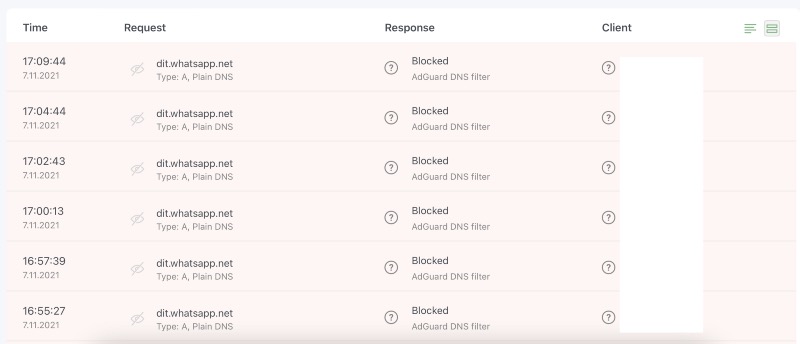 Time Request Response Client
17:09:44 dit.whatsapp.net Blocked
7.11.2021 Type: A, Plain DNS AdGuard DNS filter
17:04:44 dit.whatsapp.net Blocked
7.11.2021 Type: A, Plain DNS AdGuard DNS filter
17:02:43 dit.whatsapp.net Blocked
7.11.2021 Type: A, Plain DNS AdGuard DNS filter
17:00:13 dit.whatsapp.net Blocked
7.11.2021 Type: A, Plain DNS AdGuard DNS filter
16:57:39 dit.whatsapp.net Blocked
7.11.2021 Type: A, Plain DNS AdGuard DNS filter
16:55:27 dit.whatsapp.net Blocked
7.11.2021 Type: A, Plain DNS AdGuard DNS filter